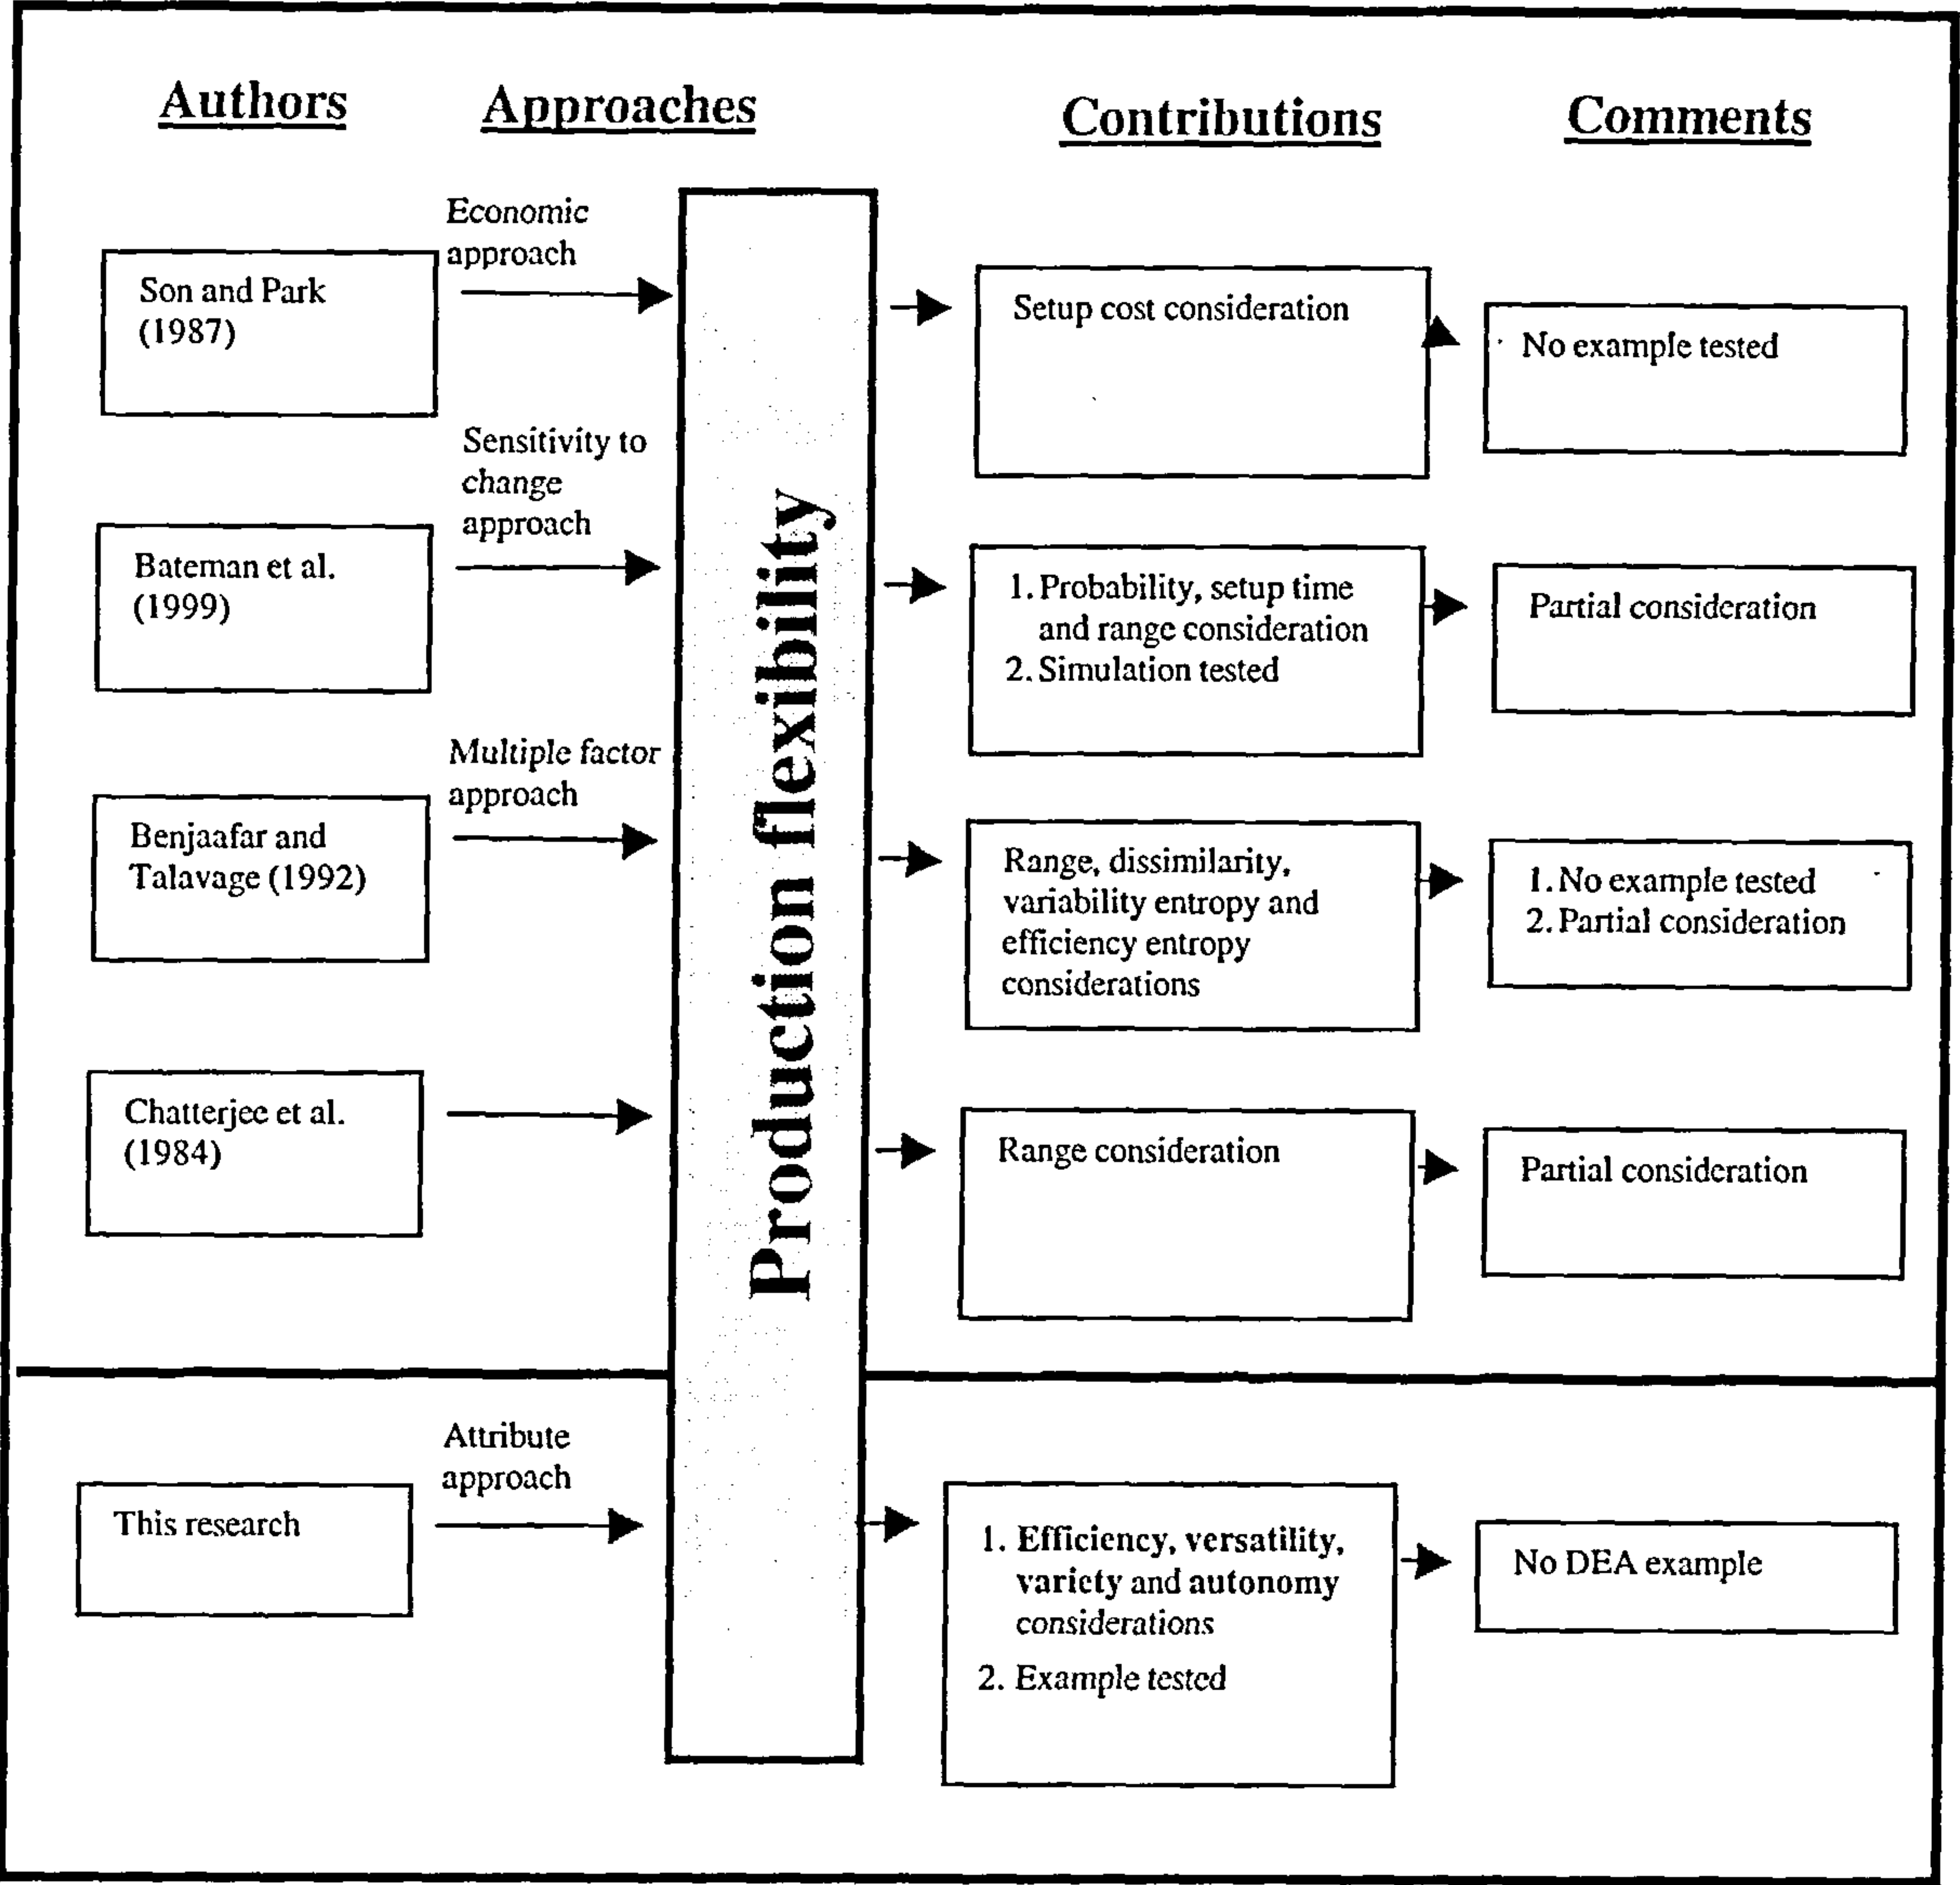 Authors
Approaches
Contributions
Comments
Economic
approach
Son and Park
(1987)
Setup cost consideration
No example tested
Sensitivity to
change
approach
Bateman et al.
(1999)
1. Probability, setup time
and range consideration
2. Simulation tested
Partial consideration
Multiple factor
approach
Benjaafar and
Talavage (1992)
Range, dissimilarity,
variability entropy and
efficiency entropy
considerations
1. No example tested
2. Partial consideration
Chatterjee et al.
(1984)
Range consideration
Partial consideration
Production flexibility
Attribute
approach
This research
1. Efficiency, versatility,
variety and autonomy
considerations
2. Example tested
No DEA example